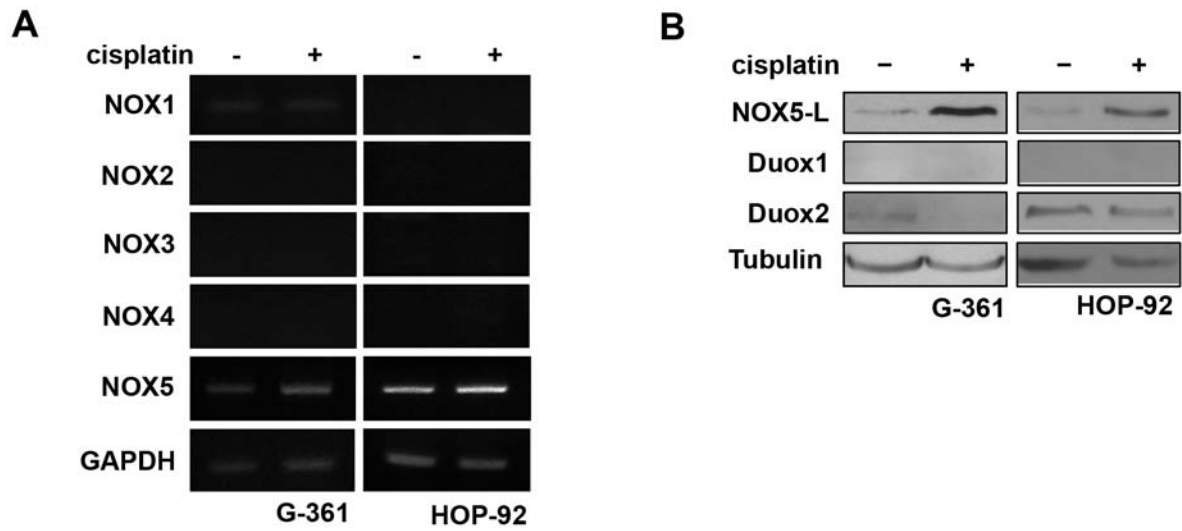 A
cisplatin - + - +
NOX1
NOX2
NOX3
NOX4
NOX5
GAPDH
G-361 HOP-92
B
cisplatin − + − +
NOX5-L
Duox1
Duox2
Tubulin
G-361 HOP-92